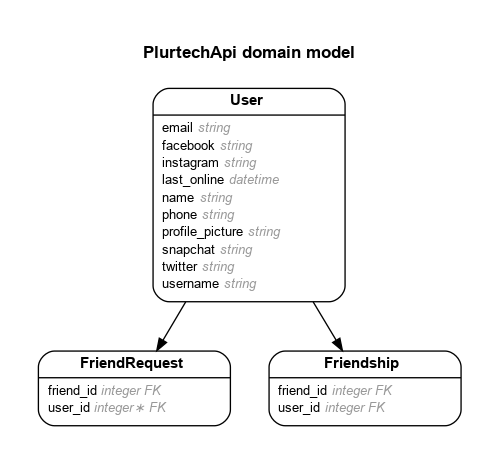 PlurtechApi domain model
User
email string
facebook string
instagram string
last_online datetime
name string
phone string
profile_picture string
snapchat string
twitter string
username string
FriendRequest
friend_id integer FK
user_id integer∗ FK
Friendship
friend_id integer FK
user_id integer FK